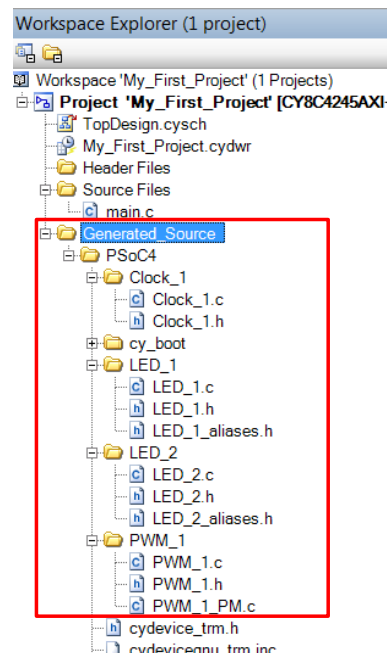 Workspace Explorer (1 project)
Workspace 'My_First_Project' (1 Projects)
Project 'My_First_Project' [CY8C4245AXI-
TopDesign.cysch
My_First_Project.cydwr
Header Files
Source Files
main.c
Generated_Source
PSoC4
Clock_1
Clock_1.c
Clock_1.h
cy_boot
LED_1
LED_1.c
LED_1.h
LED_1_aliases.h
LED_2
LED_2.c
LED_2.h
LED_2_aliases.h
PWM_1
PWM_1.c
PWM_1.h
PWM_1_PM.c
cydevice_trm.h
cydevicegnu_trm.inc